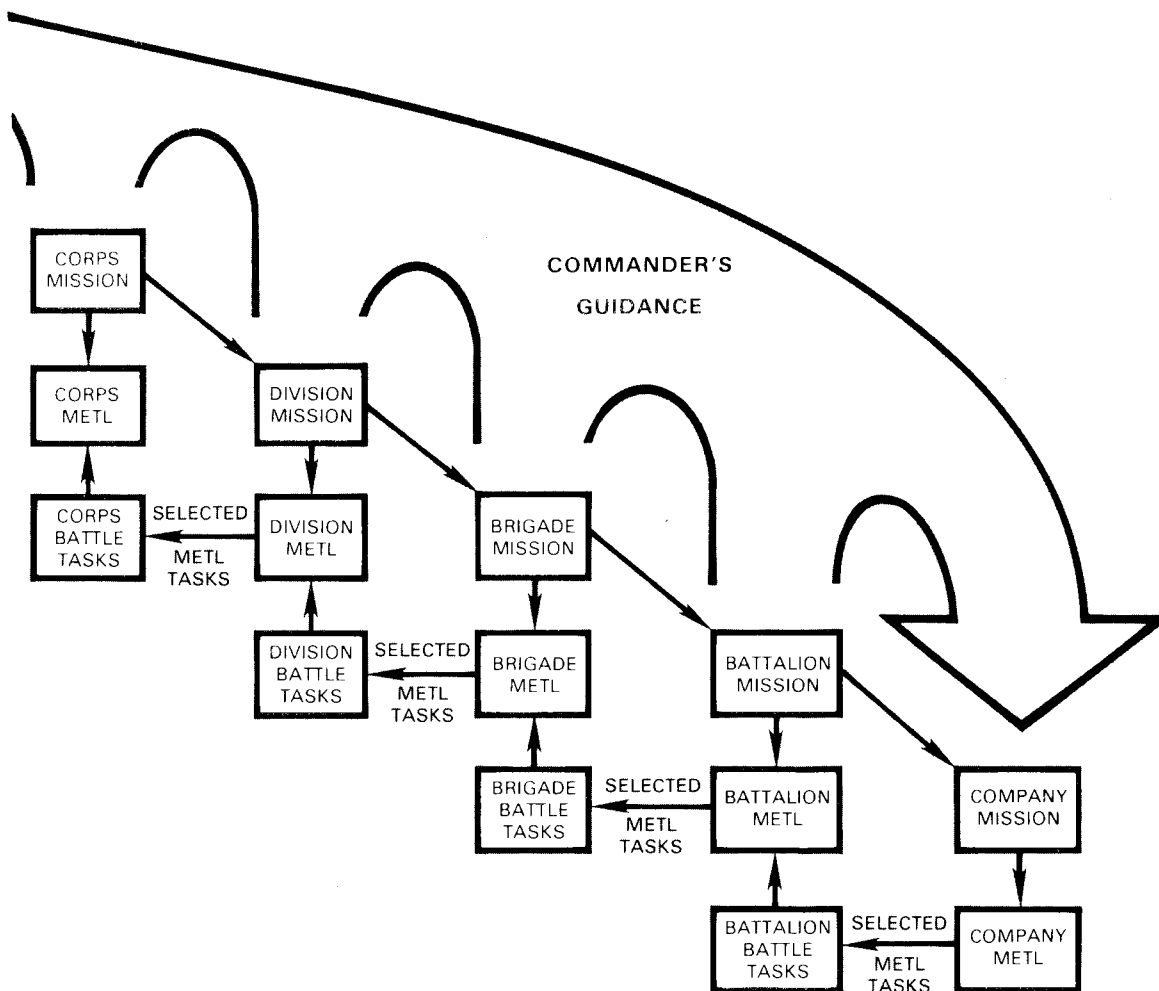 COMMANDER'S
GUIDANCE
CORPS
MISSION
CORPS
METL
DIVISION
MISSION
CORPS
BATTLE
TASKS
SELECTED
METL
TASKS
DIVISION
METL
BRIGADE
MISSION
DIVISION
BATTLE
TASKS
SELECTED
METL
TASKS
BRIGADE
METL
BATTALION
MISSION
BRIGADE
BATTLE
TASKS
SELECTED
METL
TASKS
BATTALION
METL
COMPANY
MISSION
BATTALION
BATTLE
TASKS
SELECTED
METL
TASKS
COMPANY
METL